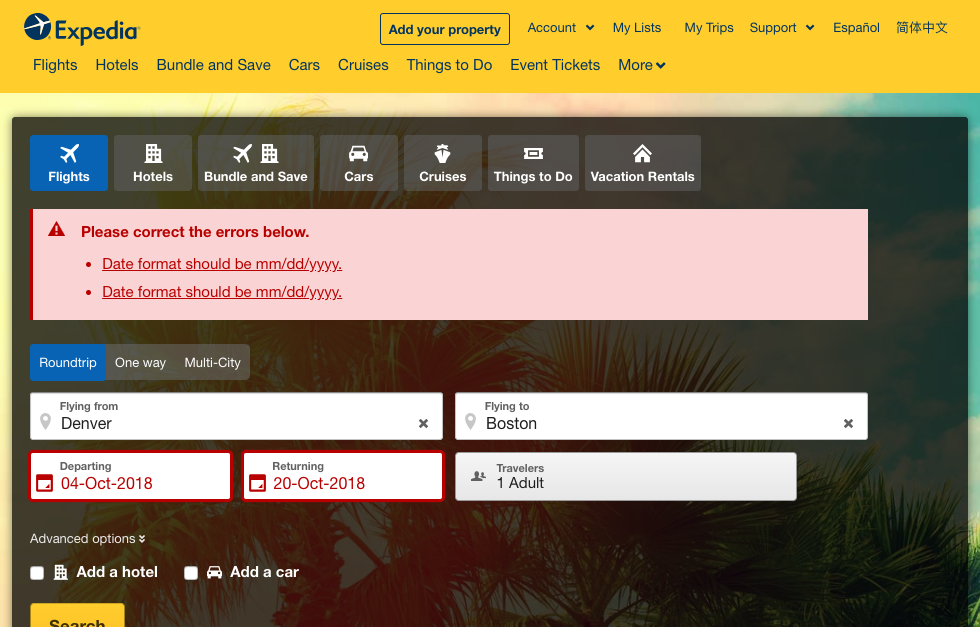 Expedia
Add your property
Account
My Lists
My Trips
Support
Español
简体中文
Flights
Hotels
Bundle and Save
Cars
Cruises
Things to Do
Event Tickets
More
Flights
Hotels
Bundle and Save
Cars
Cruises
Things to Do
Vacation Rentals
Please correct the errors below.
Date format should be mm/dd/yyyy.
Date format should be mm/dd/yyyy.
Roundtrip
One way
Multi-City
Flying from
Denver
Flying to
Boston
Departing
04-Oct-2018
Returning
20-Oct-2018
Travelers
1 Adult
Advanced options
Add a hotel
Add a car
Search